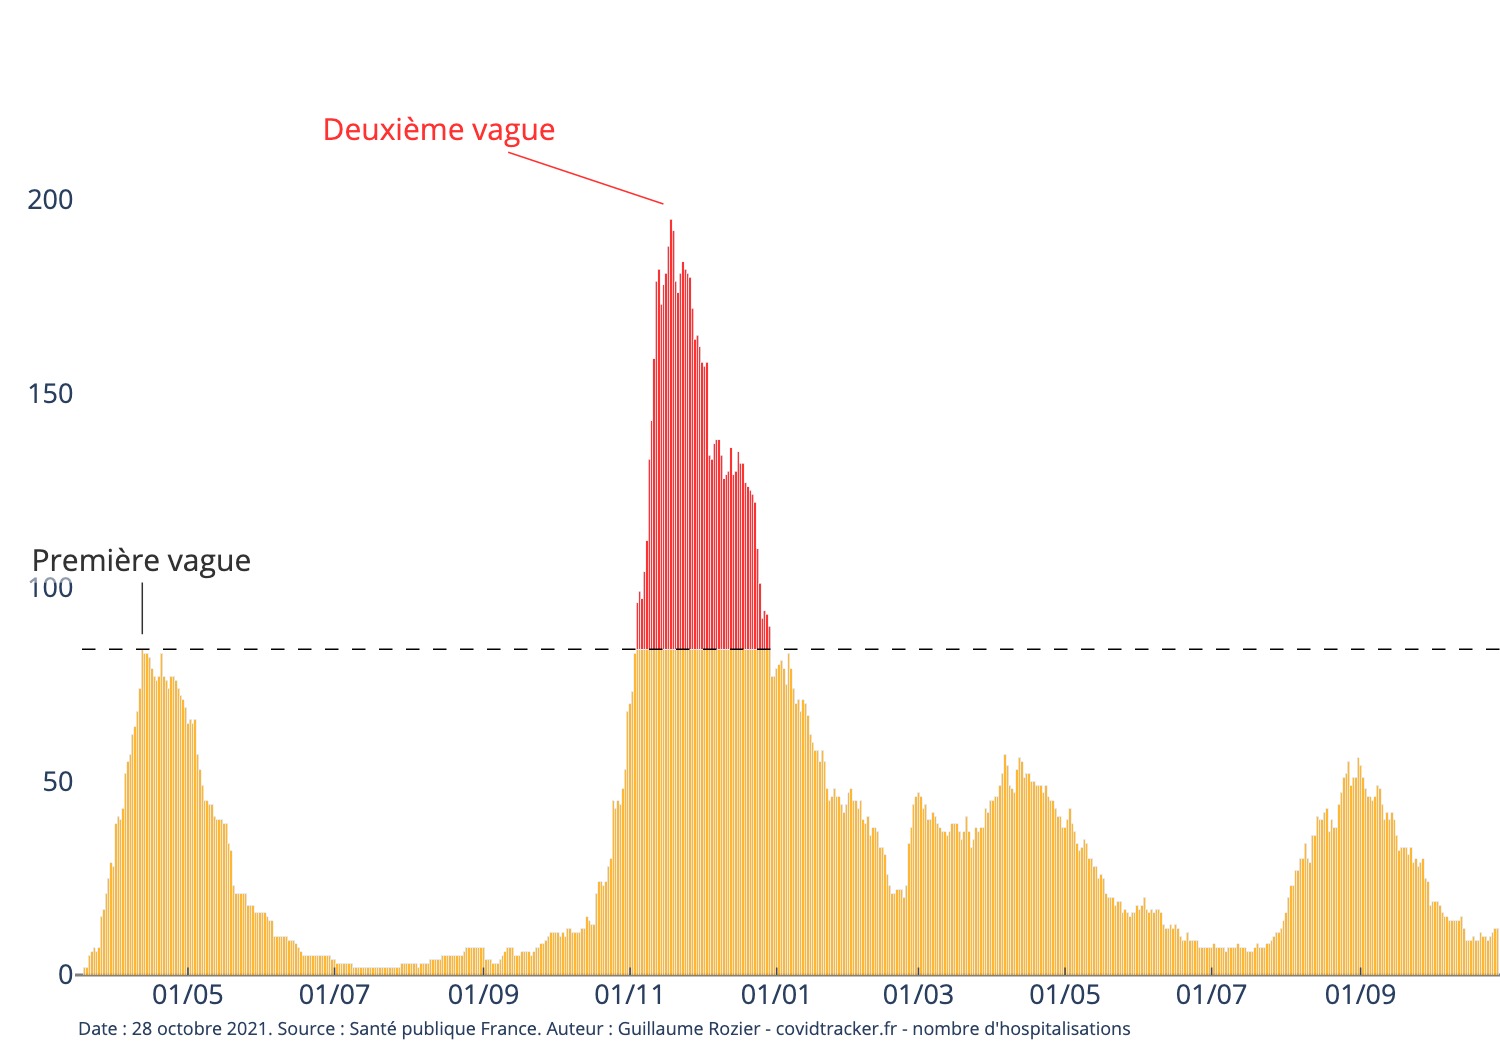 Deuxième vague
200
150
Première vague
100
50
0
01/05 01/07 01/09 01/11 01/01 01/03 01/05 01/07 01/09
Date : 28 octobre 2021. Source : Santé publique France. Auteur : Guillaume Rozier - covidtracker.fr - nombre d'hospitalisations